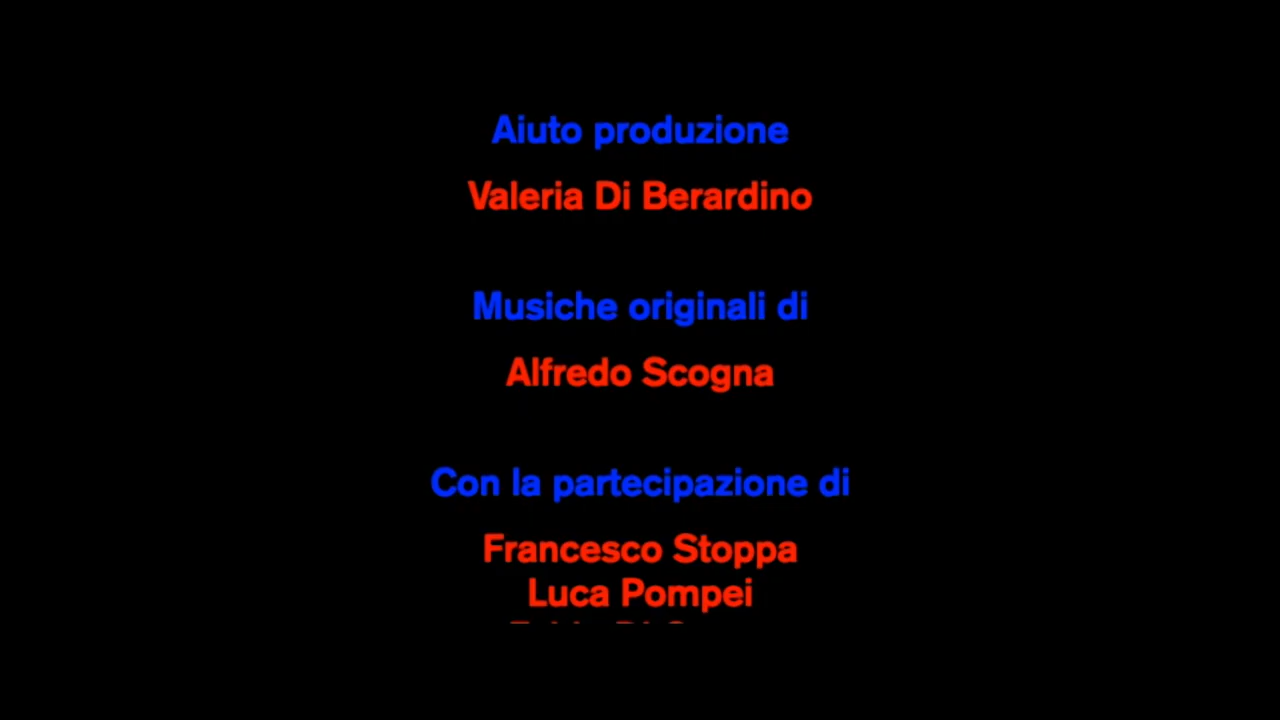 Aiuto produzione
Valeria Di Berardino
Musiche originali di
Alfredo Scogna
Con la partecipazione di
Francesco Stoppa
Luca Pompei